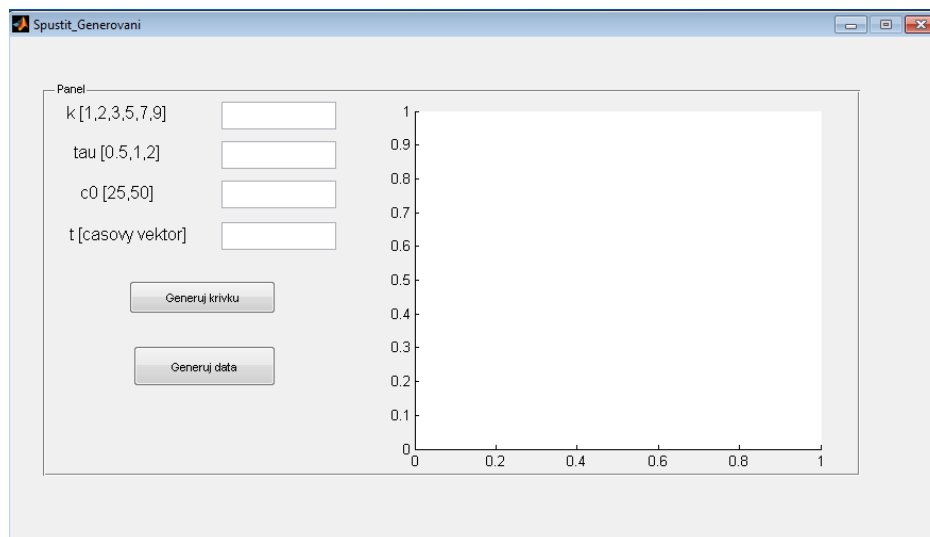 Spustit_Generovani
Panel
k [1,2,3,5,7,9]
tau [0.5,1,2]
c0 [25,50]
t [casovy vektor]
Generuj krivku
Generuj data
1
0.9
0.8
0.7
0.6
0.5
0.4
0.3
0.2
0.1
0
0 0.2 0.4 0.6 0.8 1